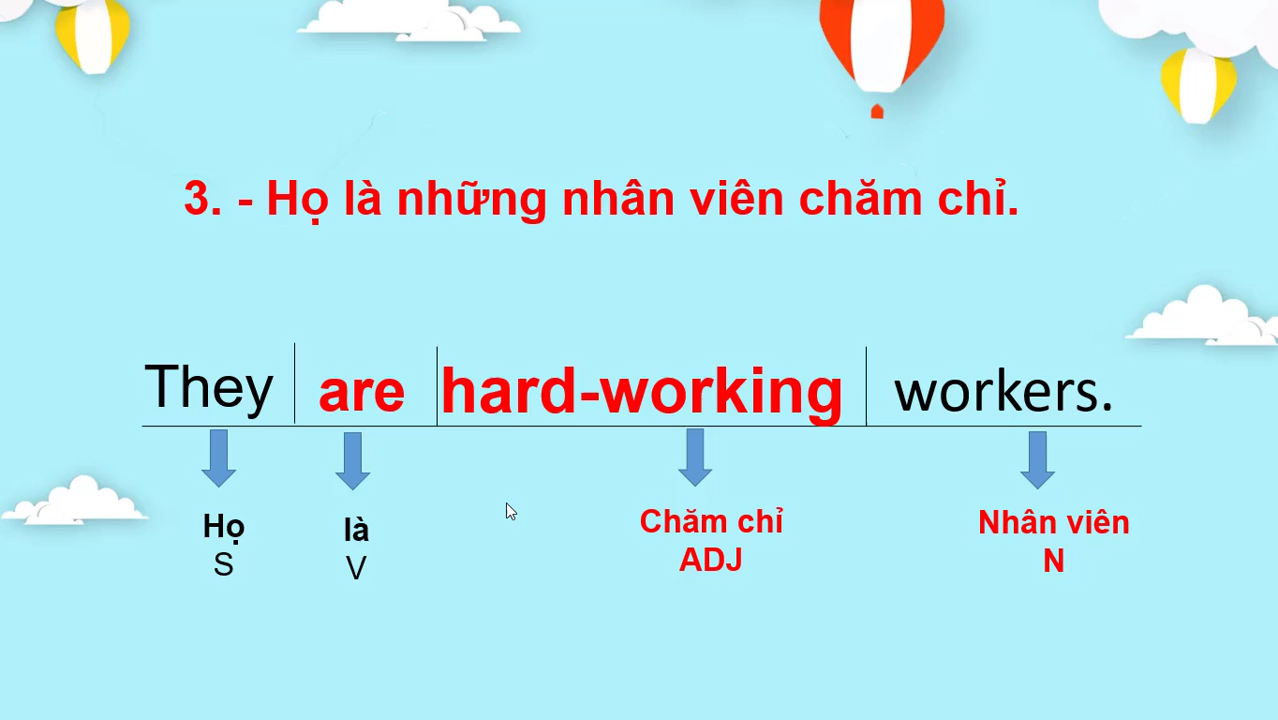 3. - Họ là những nhân viên chăm chỉ.
They are hard-working workers.
Họ là Chăm chỉ Nhân viên
S V ADJ N